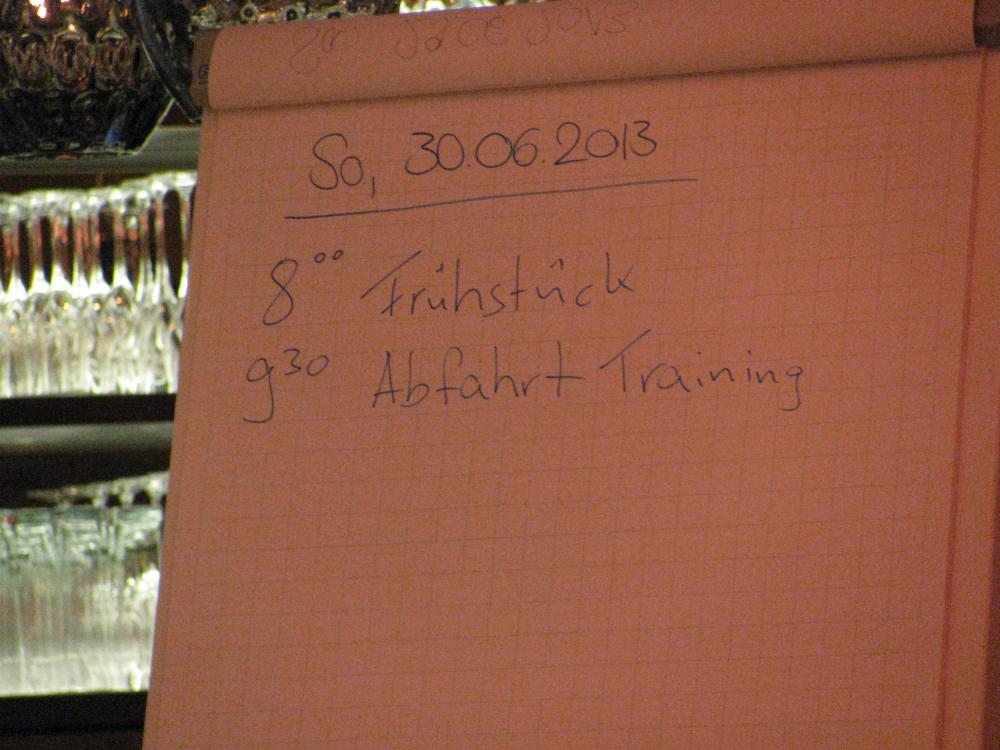 So, 30.06.2013
8⁰⁰ Frühstück
9³⁰ Abfahrt Training